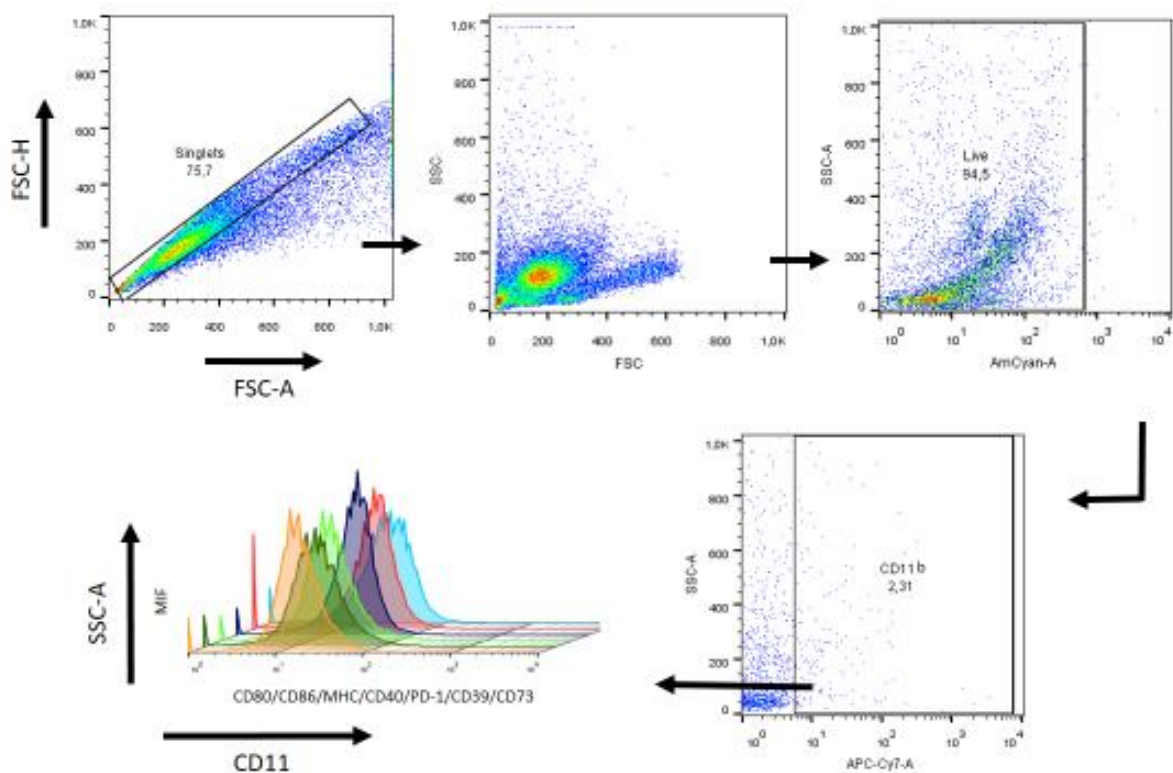 FSC-H
1,0K
800
600
400
200
0
Singlets
75,7
0 200 400 600 800 1,0K
FSC-A
SSC-
1,0K
800
600
400
200
0
0 200 400 600 800 1,0K
FSC
SSC-A
1,0K
800
600
400
200
0
Live
94,5
10^0 10^1 10^2 10^3 10^4
AmCyan-A
SSC-A
MIF
CD80/CD86/MHC/CD40/PD-1/CD39/CD73
CD11
SSC-A
1,0K
800
600
400
200
0
CD11b
2,31
10^0 10^1 10^2 10^3 10^4
APC-Cy7-A